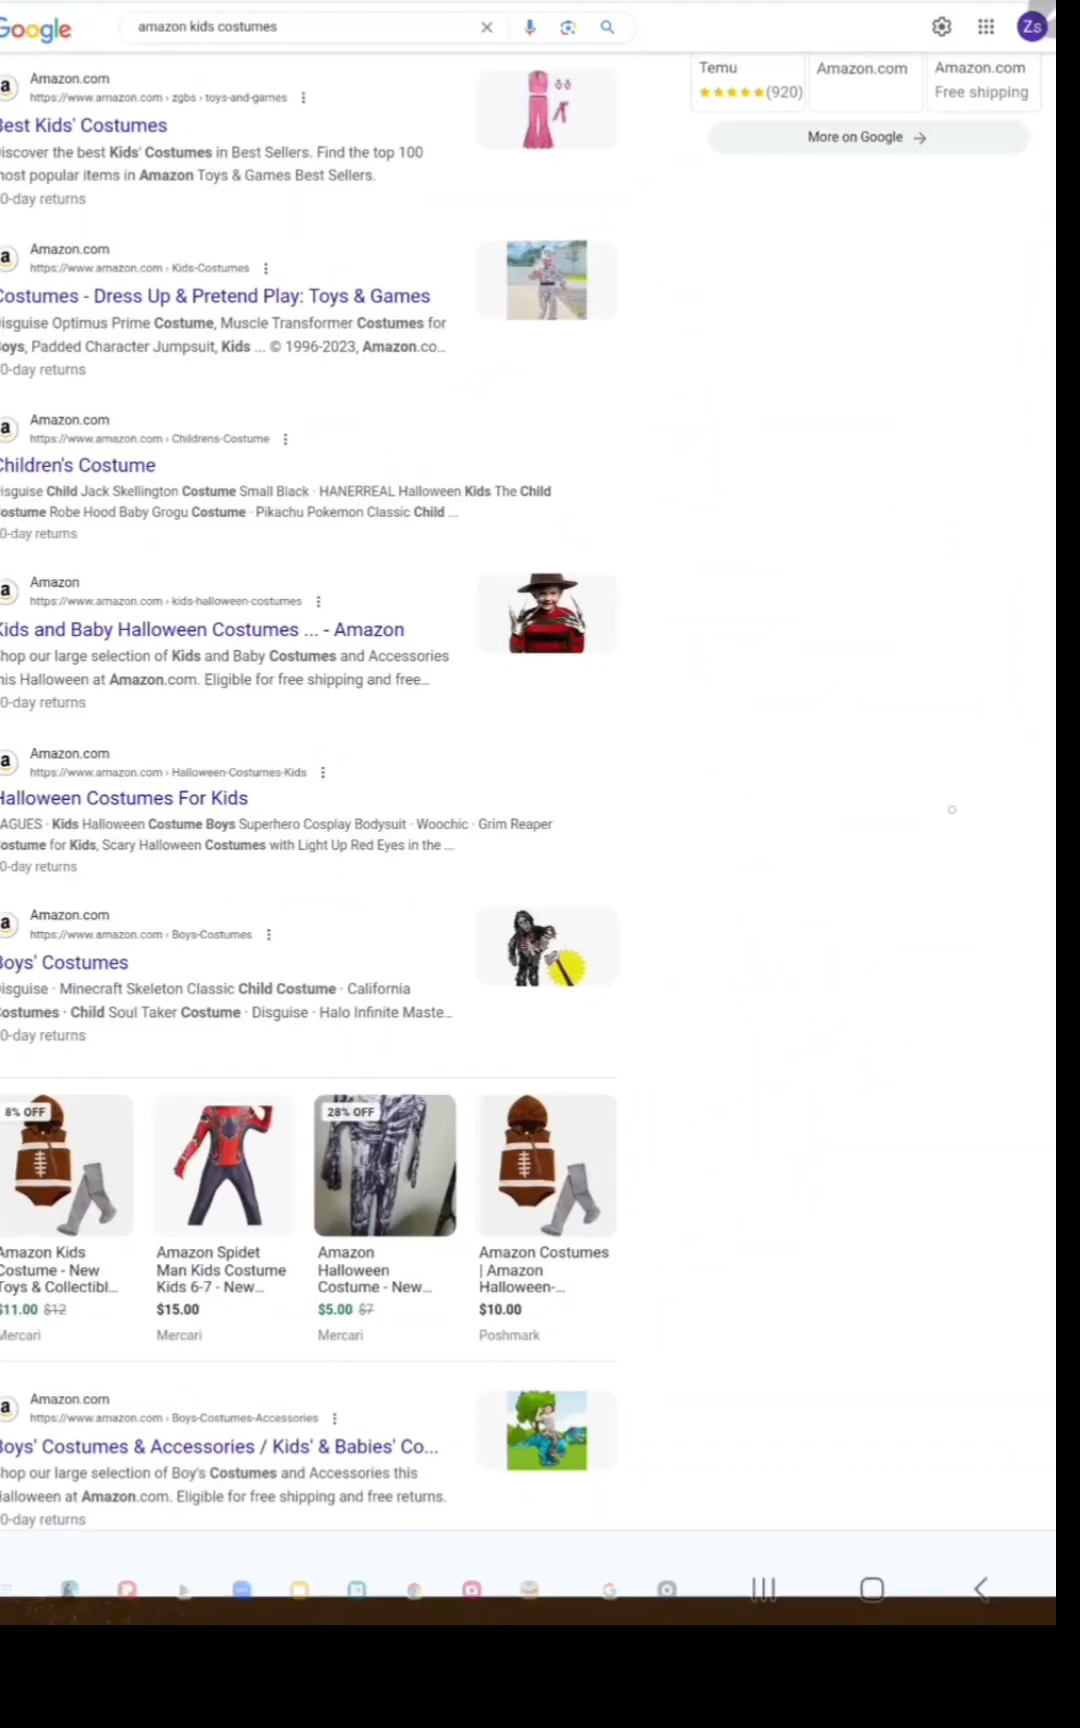 Google
amazon kids costumes
Zs
Temu
(920)
Amazon.com
Amazon.com
Free shipping
More on Google
Amazon.com
https://www.amazon.com › zgbs › toys-and-games
Best Kids' Costumes
iscover the best Kids' Costumes in Best Sellers. Find the top 100
nost popular items in Amazon Toys & Games Best Sellers.
0-day returns
Amazon.com
https://www.amazon.com › Kids-Costumes
Costumes - Dress Up & Pretend Play: Toys & Games
isguise Optimus Prime Costume, Muscle Transformer Costumes for
oys, Padded Character Jumpsuit, Kids ... © 1996-2023, Amazon.co...
0-day returns
Amazon.com
https://www.amazon.com › Childrens-Costume
Children's Costume
isguise Child Jack Skellington Costume Small Black · HANERREAL Halloween Kids The Child
ostume Robe Hood Baby Grogu Costume · Pikachu Pokemon Classic Child ...
0-day returns
Amazon
https://www.amazon.com › kids-halloween-costumes
Kids and Baby Halloween Costumes ... - Amazon
hop our large selection of Kids and Baby Costumes and Accessories
his Halloween at Amazon.com. Eligible for free shipping and free...
0-day returns
Amazon.com
https://www.amazon.com › Halloween-Costumes-Kids
Halloween Costumes For Kids
AGUES · Kids Halloween Costume Boys Superhero Cosplay Bodysuit · Woochic · Grim Reaper
ostume for Kids, Scary Halloween Costumes with Light Up Red Eyes in the ...
0-day returns
Amazon.com
https://www.amazon.com › Boys-Costumes
Boys' Costumes
isguise · Minecraft Skeleton Classic Child Costume · California
ostumes · Child Soul Taker Costume · Disguise · Halo Infinite Maste...
0-day returns
8% OFF
Amazon Kids
Costume - New
Toys & Collectibl...
$11.00 $12
Mercari
Amazon Spidet
Man Kids Costume
Kids 6-7 - New...
$15.00
Mercari
28% OFF
Amazon
Halloween
Costume - New...
$5.00 $7
Mercari
Amazon Costumes
| Amazon
Halloween-...
$10.00
Poshmark
Amazon.com
https://www.amazon.com › Boys-Costumes-Accessories
Boys' Costumes & Accessories / Kids' & Babies' Co...
hop our large selection of Boy's Costumes and Accessories this
alloween at Amazon.com. Eligible for free shipping and free returns.
0-day returns